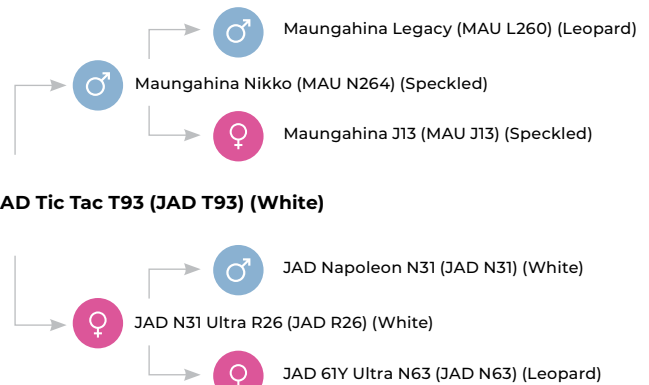 Maungahina Legacy (MAU L260) (Leopard)
Maungahina Nikko (MAU N264) (Speckled)
Maungahina J13 (MAU J13) (Speckled)
AD Tic Tac T93 (JAD T93) (White)
JAD Napoleon N31 (JAD N31) (White)
JAD N31 Ultra R26 (JAD R26) (White)
JAD 61Y Ultra N63 (JAD N63) (Leopard)